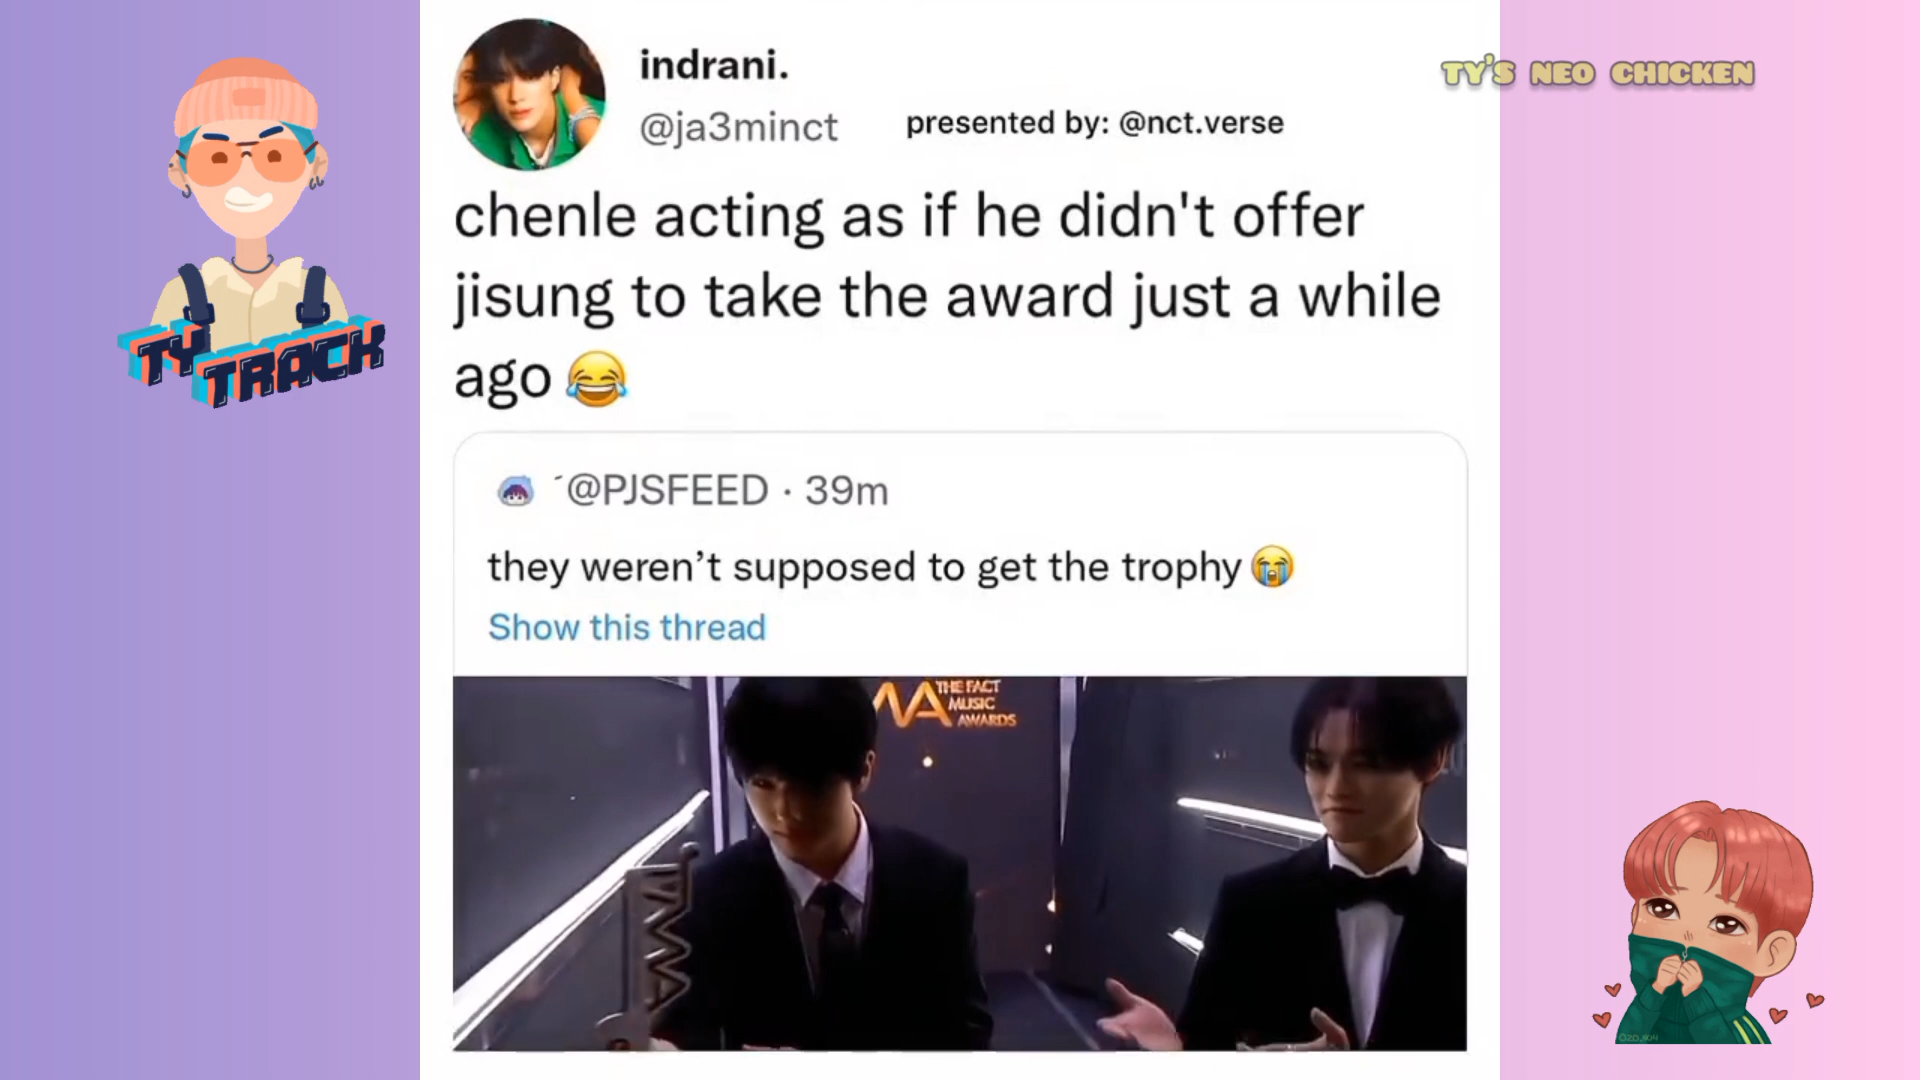 indrani.
TY'S NEO CHICKEN
@ja3minct
presented by: @nct.verse
chenle acting as if he didn't offer
jisung to take the award just a while
ago 😂
TY
TRACK
´@PJSFEED · 39m
they weren’t supposed to get the trophy 😭
Show this thread
THE FACT
MUSIC
AWARDS